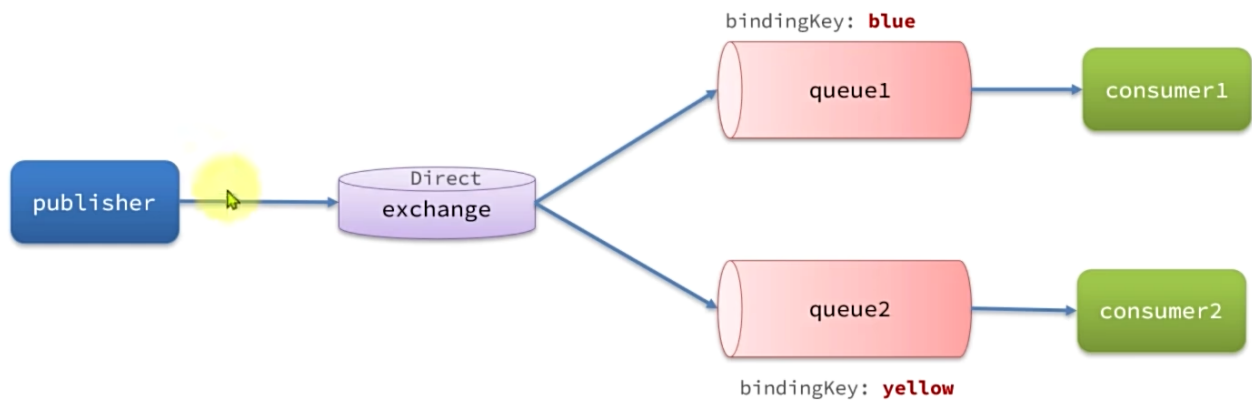 bindingKey: blue
queue1
consumer1
publisher
Direct
exchange
queue2
consumer2
bindingKey: yellow